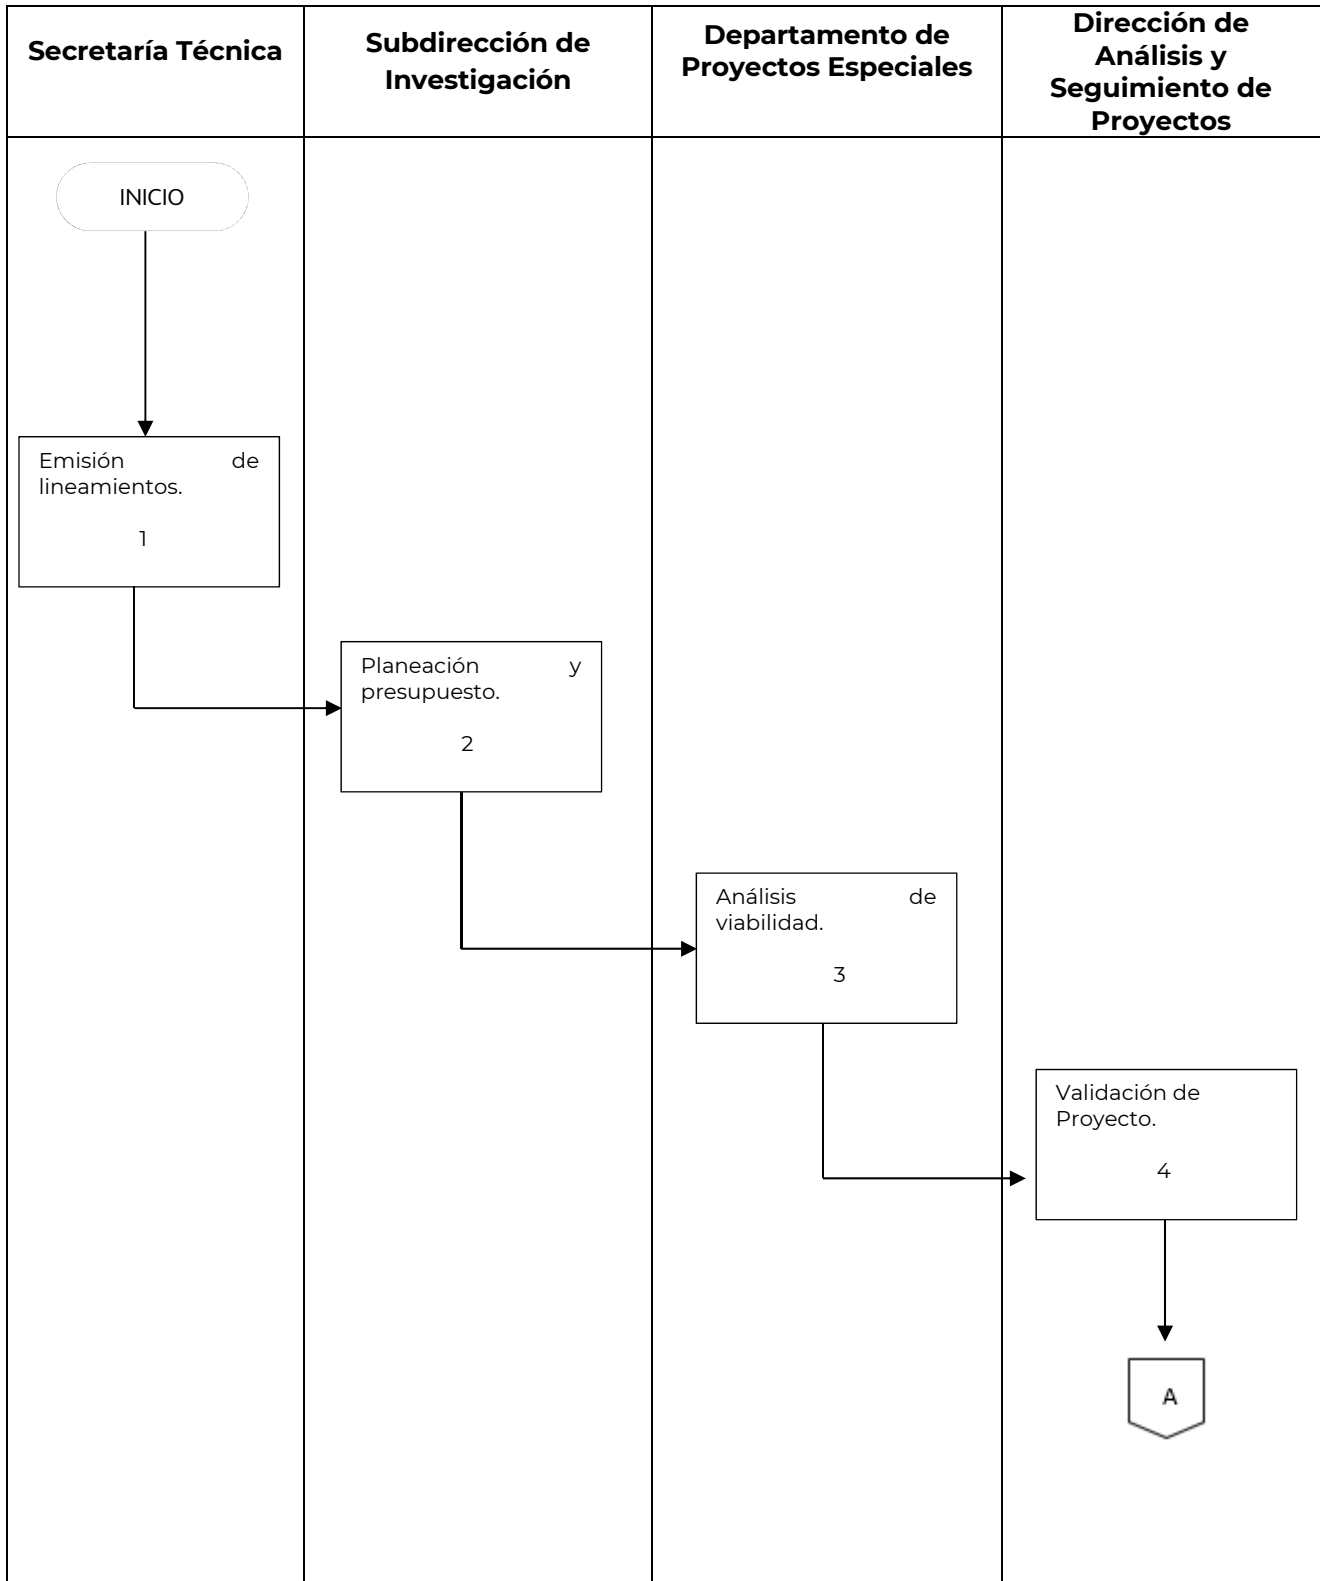 Secretaría Técnica
Subdirección de
Investigación
Departamento de
Proyectos Especiales
Dirección de
Análisis y
Seguimiento de
Proyectos
INICIO
Emisión de
lineamientos.
1
Planeación y
presupuesto.
2
Análisis de
viabilidad.
3
Validación de
Proyecto.
4
A